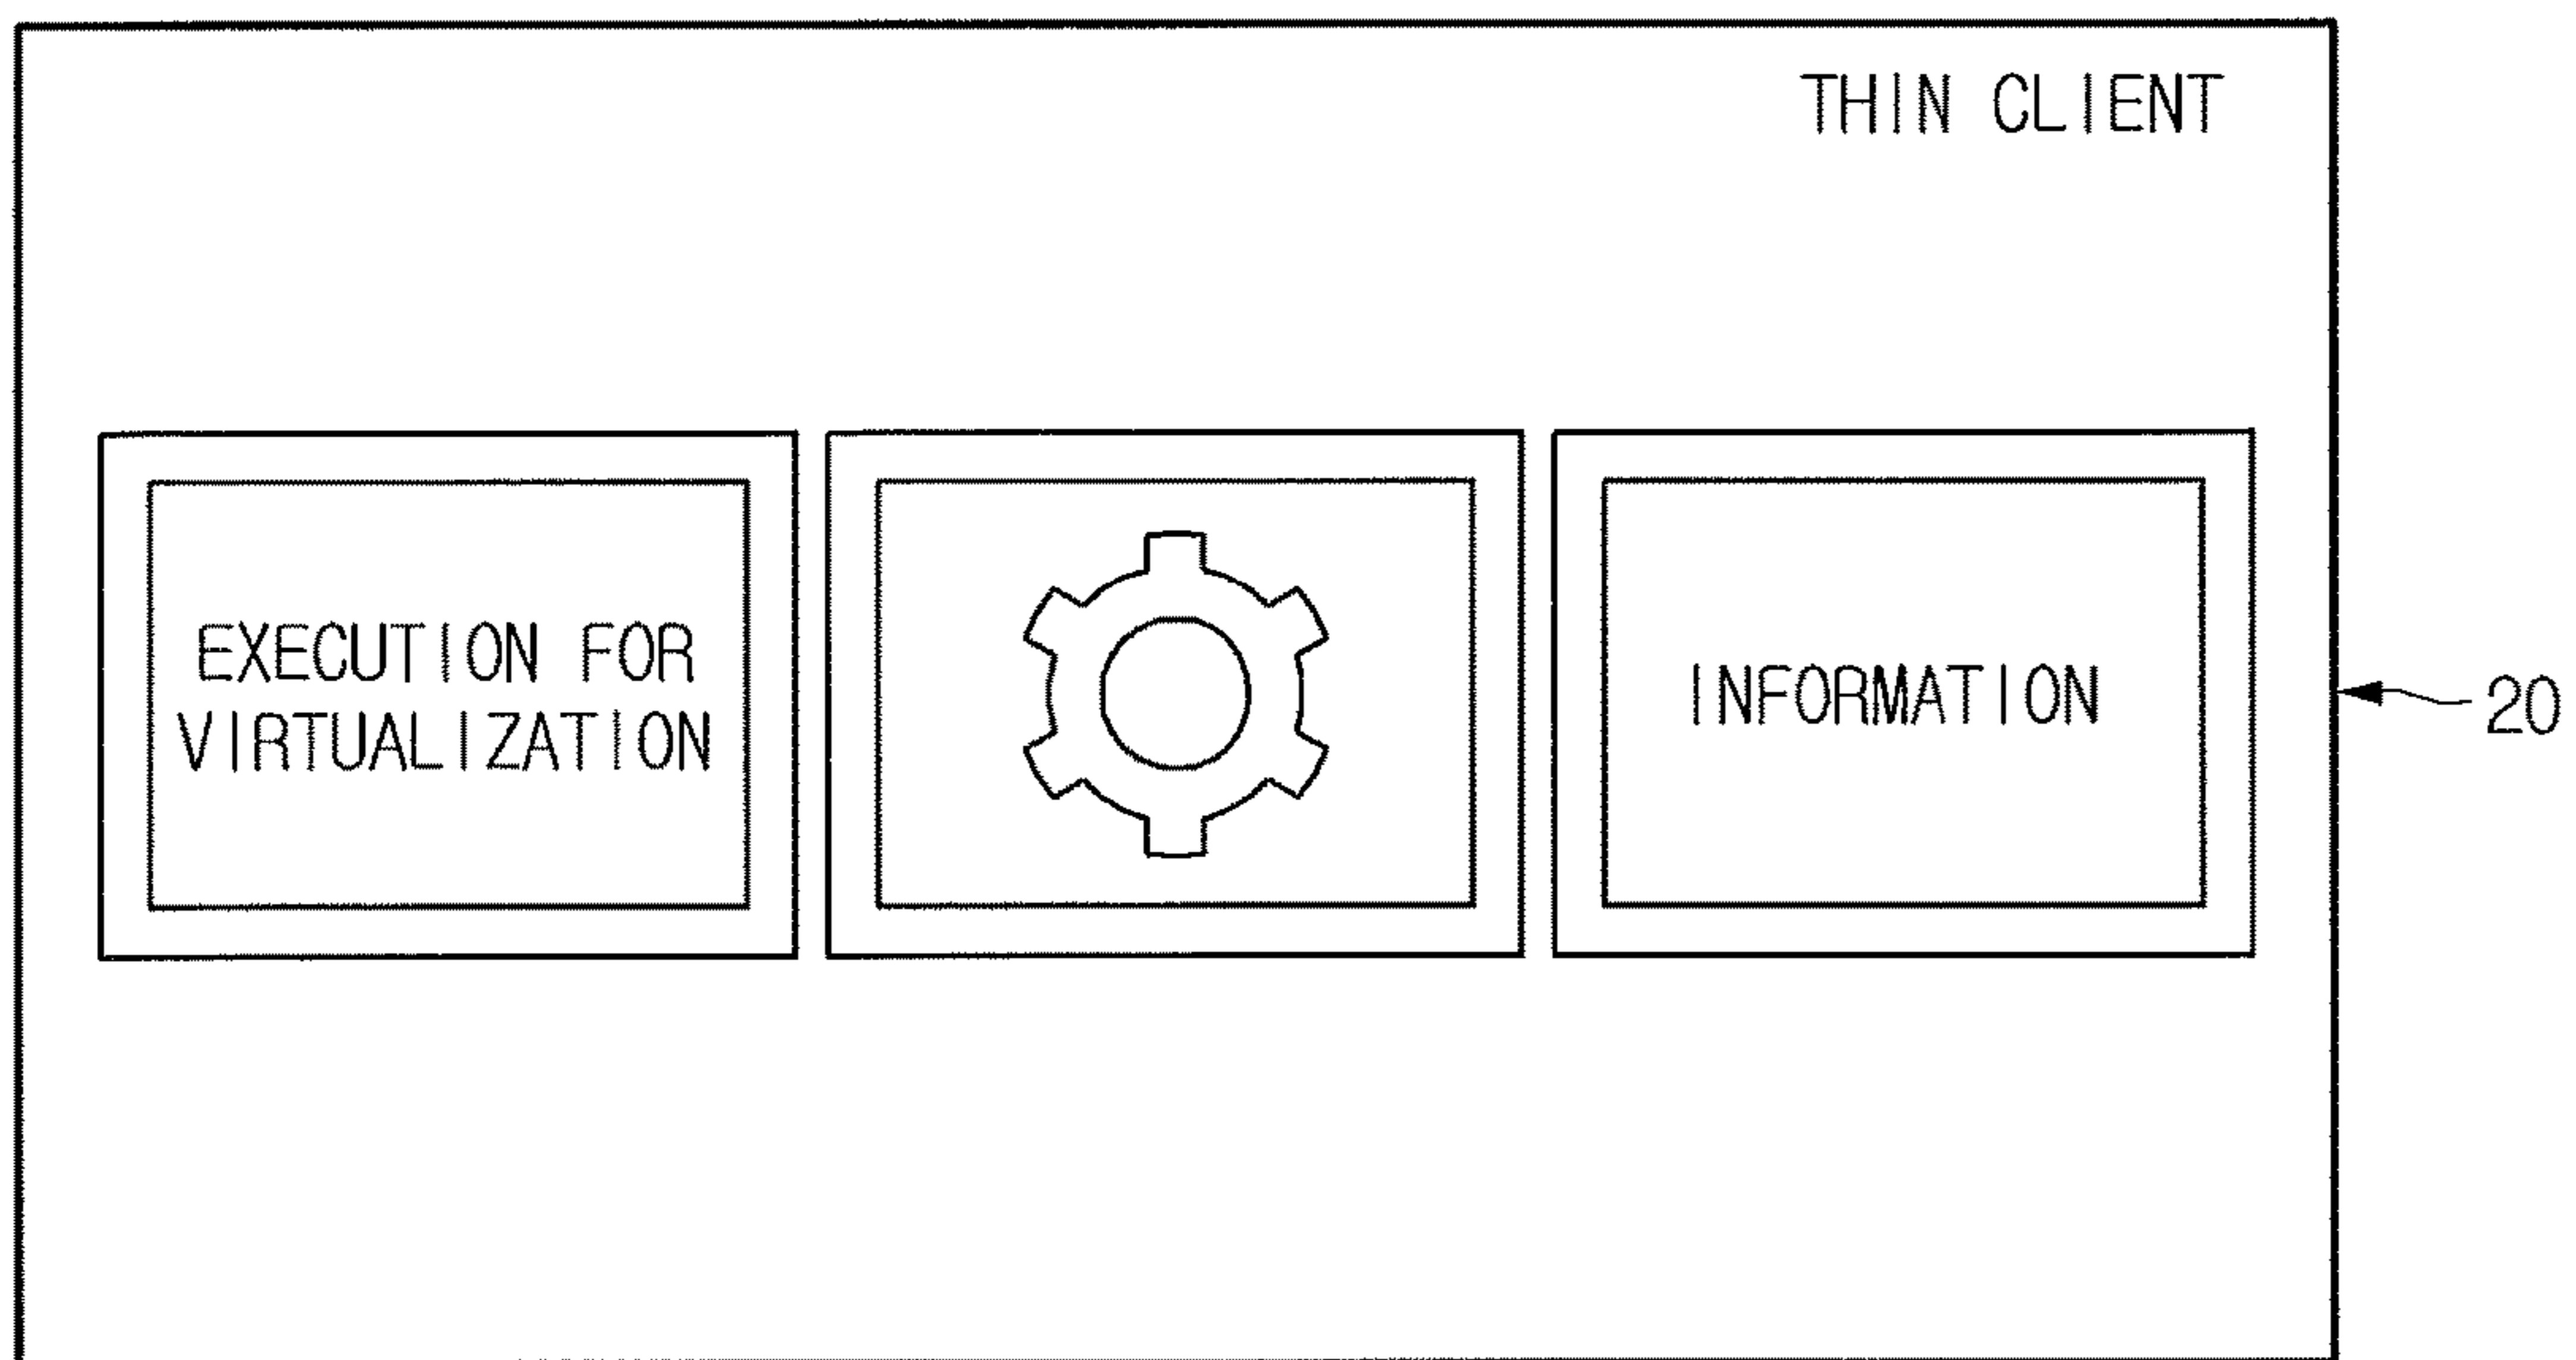 THIN CLIENT
EXECUTION FOR
VIRTUALIZATION
INFORMATION
20